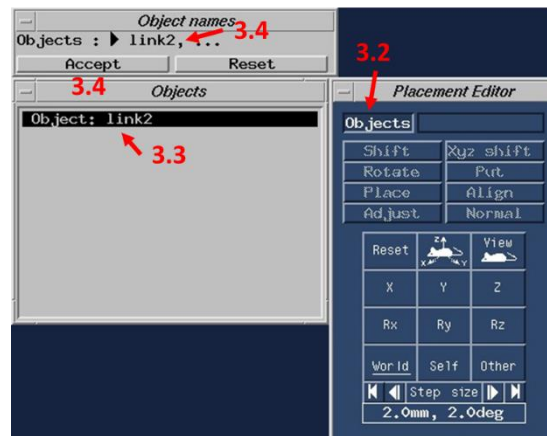 Object names
Objects : link2, ...
3.4
Accept Reset
3.4
Objects
Object: link2
3.3
3.2
Placement Editor
Objects
Shift Xyz shift
Rotate Put
Place Align
Adjust Normal
Reset Z X Y View
X Y Z
Rx Ry Rz
World Self Other
Step size
2.0mm, 2.0deg